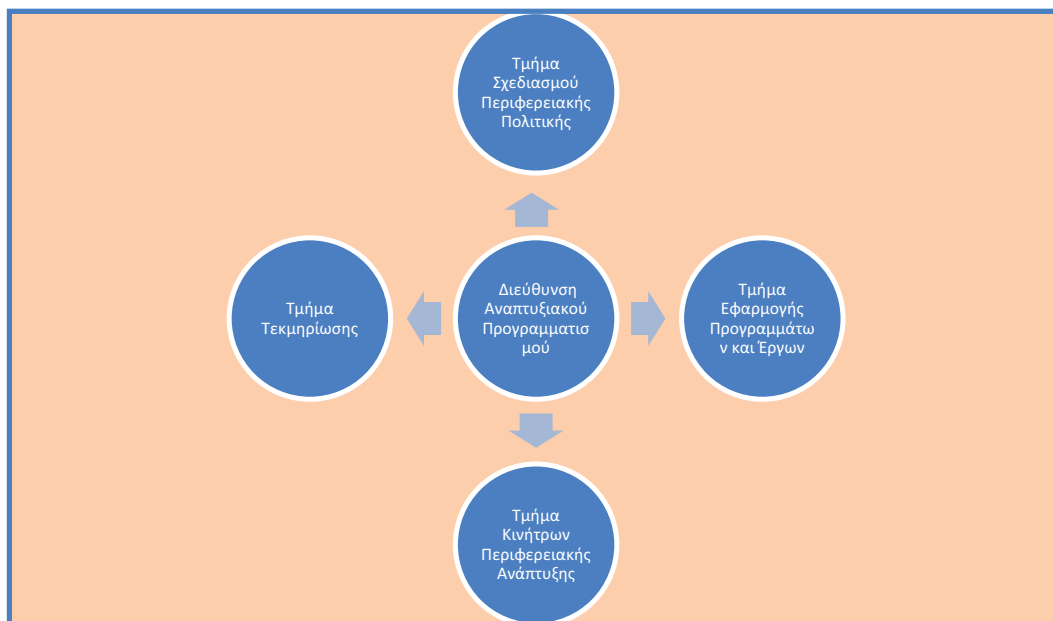 Τμήμα
Σχεδιασμού
Περιφερειακής
Πολιτικής
Τμήμα
Τεκμηρίωσης
Διεύθυνση
Αναπτυξιακού
Προγραμματισ
μού
Τμήμα
Εφαρμογής
Προγραμμάτω
ν και Έργων
Τμήμα
Κινήτρων
Περιφερειακής
Ανάπτυξης